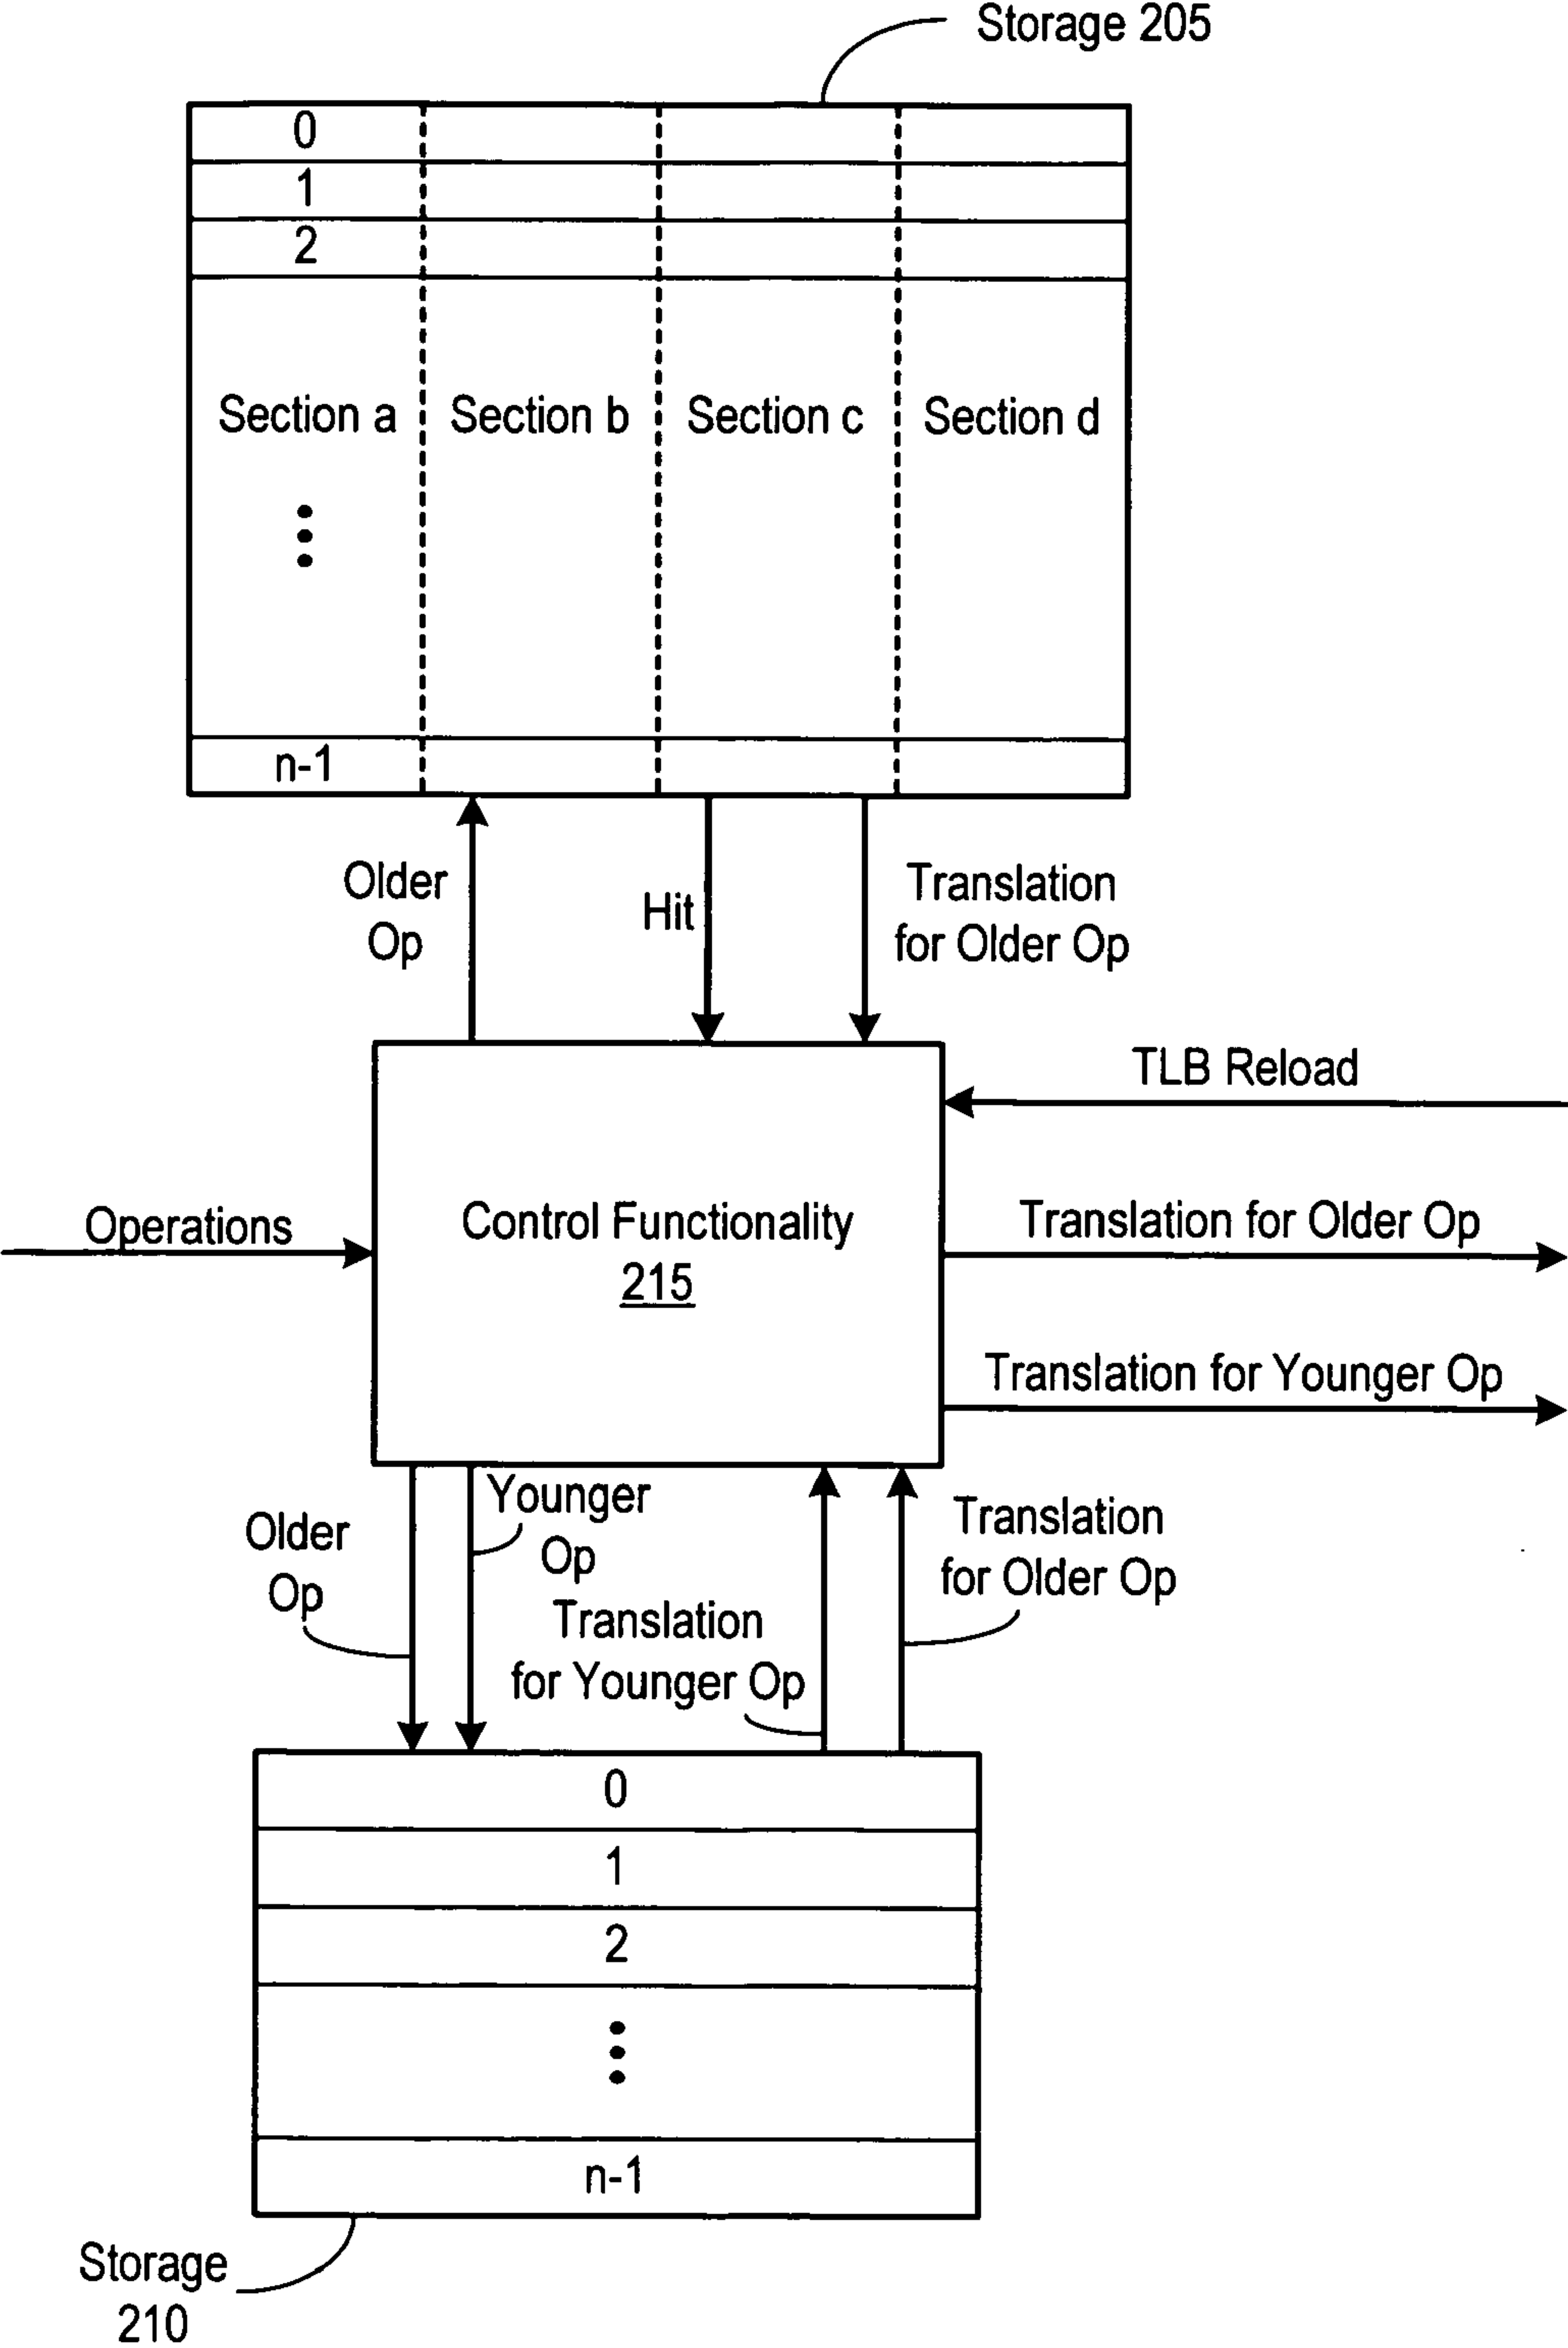 Storage 205
0
1
2
Section a
Section b
Section c
Section d
n-1
Older
Op
Hit
Translation
for Older Op
TLB Reload
Operations
Control Functionality
215
Translation for Older Op
Translation for Younger Op
Older
Op
Younger
Op
Translation
for Younger Op
Translation
for Older Op
0
1
2
n-1
Storage
210